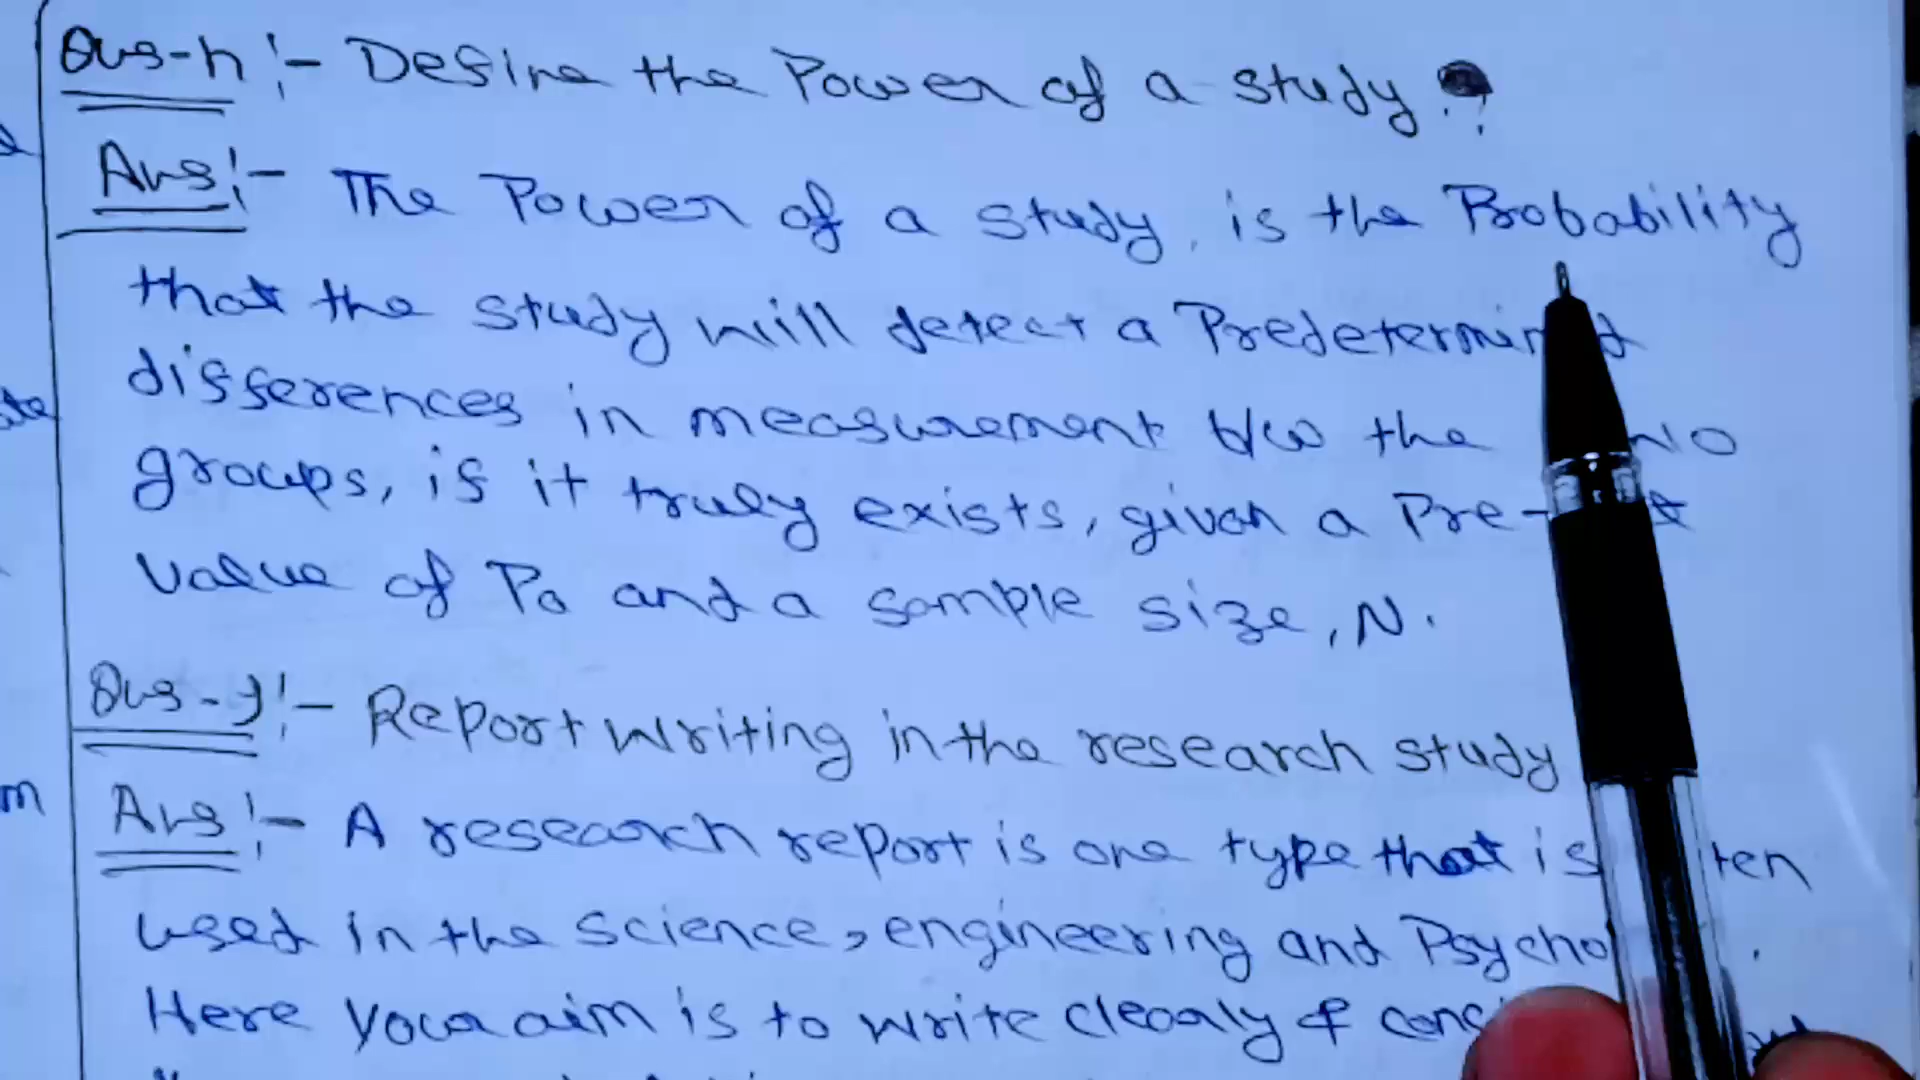 Qus-h :- Define the Power of a study ?
Ans :- The Power of a study, is the Probability
that the study will detect a Predetermind
differences in measurement b/w the
groups, if it truly exists, given a Pre-
value of Po and a sample size, N.
Qus-g :- Report writing in the research study
Ans :- A research report is one type that is
used in the science, engineering and Psycho
Here your aim is to write clearly & conc